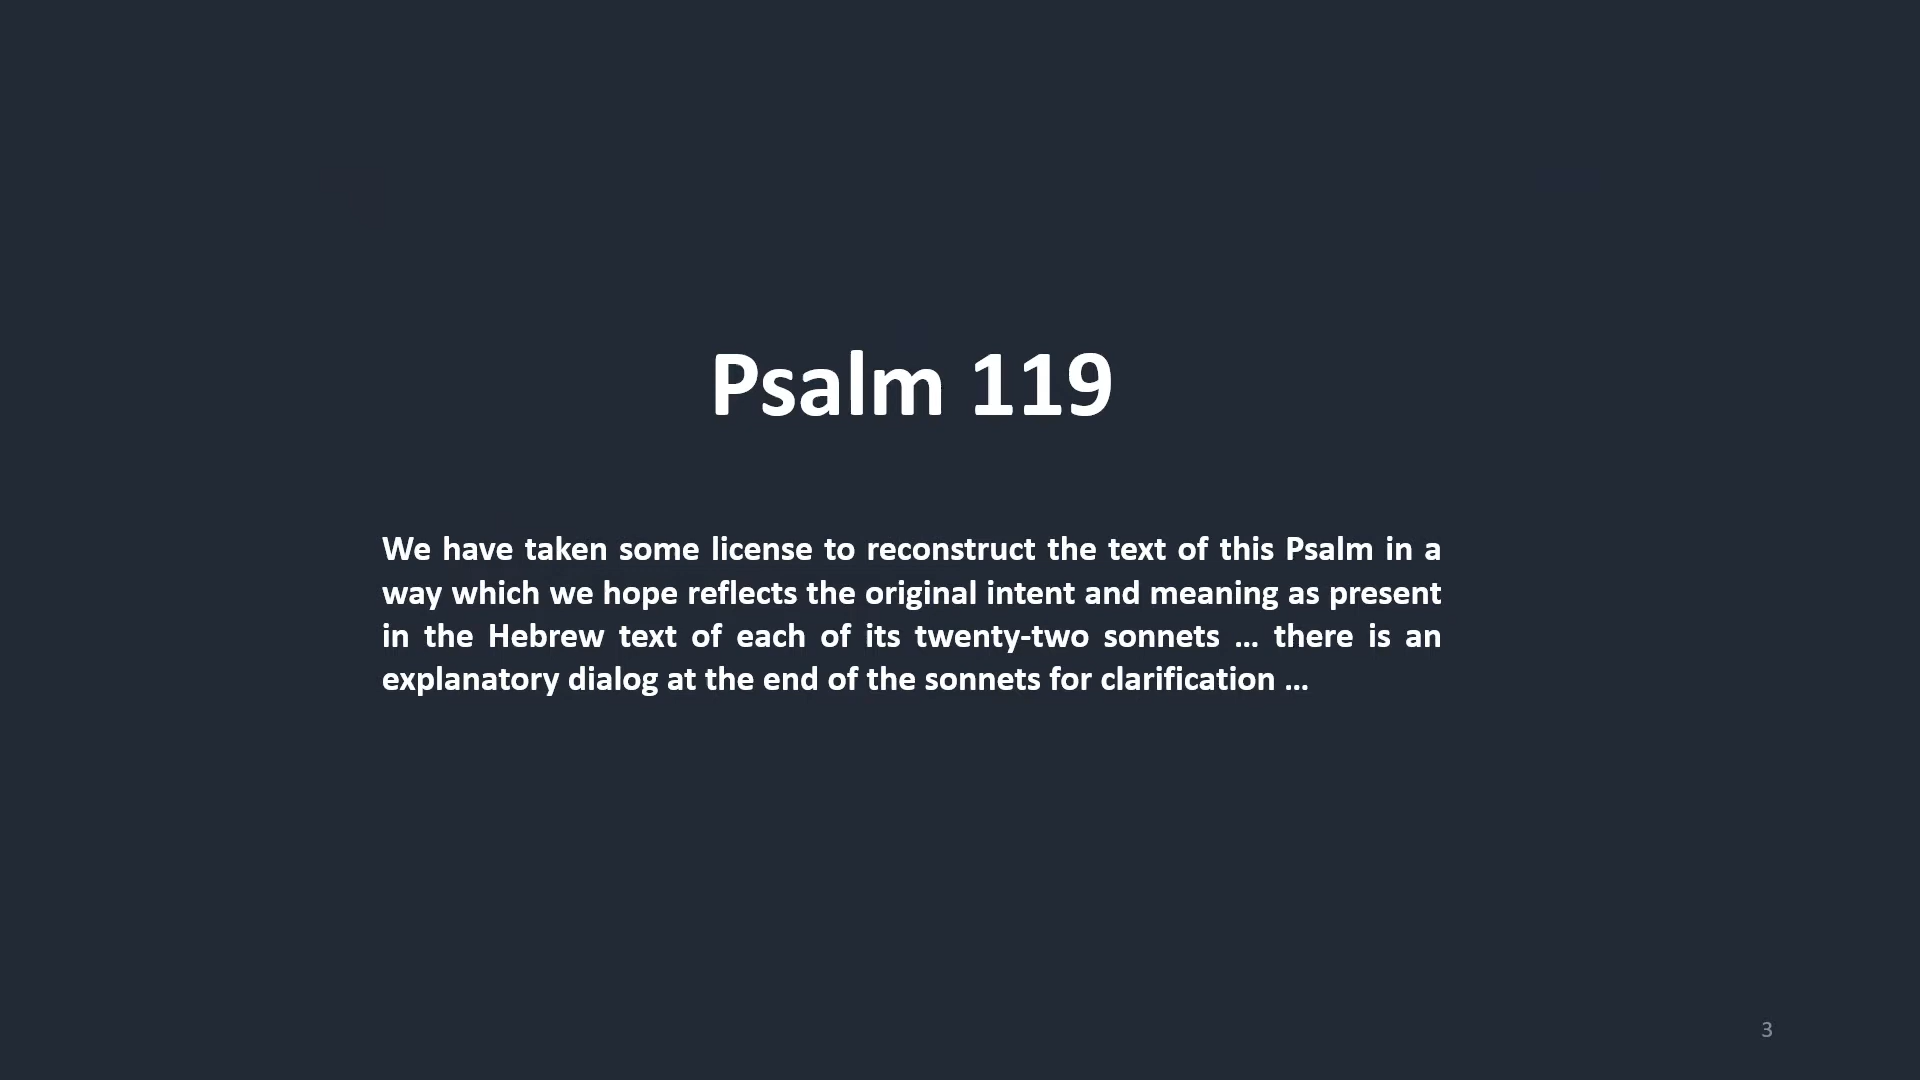 Psalm 119
We have taken some license to reconstruct the text of this Psalm in a
way which we hope reflects the original intent and meaning as present
in the Hebrew text of each of its twenty-two sonnets ... there is an
explanatory dialog at the end of the sonnets for clarification ...
3